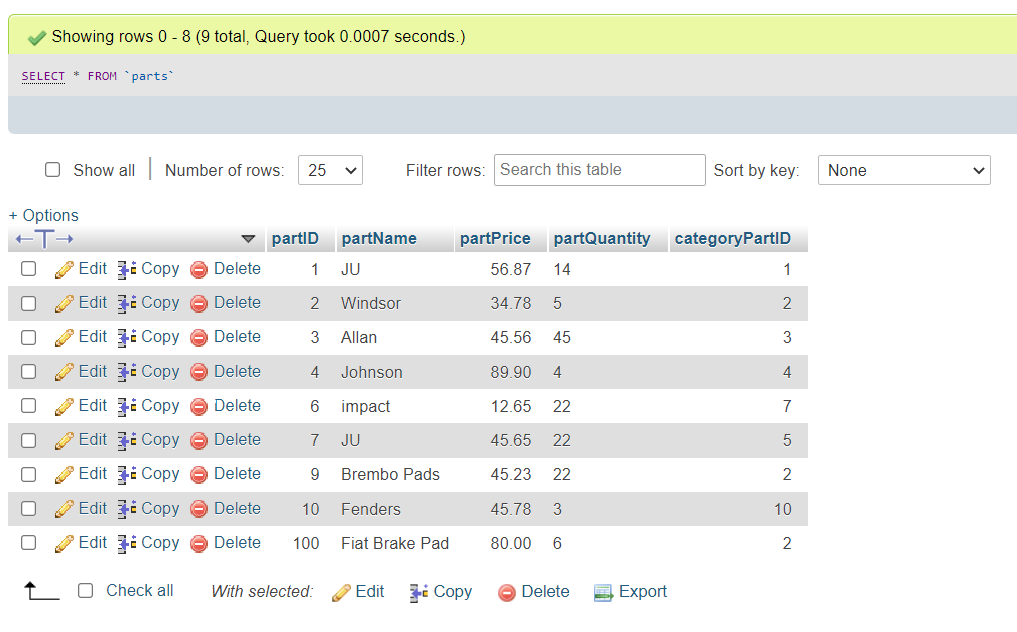 Showing rows 0 - 8 (9 total, Query took 0.0007 seconds.)
SELECT * FROM `parts`
Show all | Number of rows: 25 Filter rows: Search this table Sort by key: None
+ Options
←T→ partID partName partPrice partQuantity categoryPartID
Edit Copy Delete 1 JU 56.87 14 1
Edit Copy Delete 2 Windsor 34.78 5 2
Edit Copy Delete 3 Allan 45.56 45 3
Edit Copy Delete 4 Johnson 89.90 4 4
Edit Copy Delete 6 impact 12.65 22 7
Edit Copy Delete 7 JU 45.65 22 5
Edit Copy Delete 9 Brembo Pads 45.23 22 2
Edit Copy Delete 10 Fenders 45.78 3 10
Edit Copy Delete 100 Fiat Brake Pad 80.00 6 2
Check all With selected: Edit Copy Delete Export